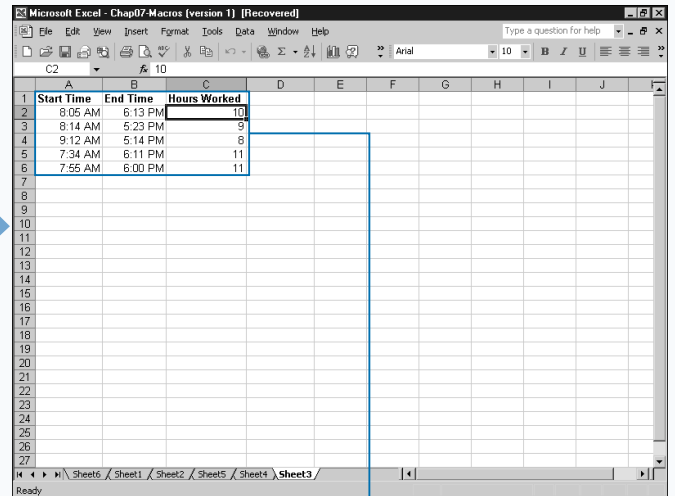 Microsoft Excel - Chap07-Macros (version 1) [Recovered]
File Edit View Insert Format Tools Data Window Help Type a question for help
Arial 10 B I U
C2 fx 10
A B C D E F G H I J
1 Start Time End Time Hours Worked
2 8:05 AM 6:13 PM 10
3 8:14 AM 5:23 PM 9
4 9:12 AM 5:14 PM 8
5 7:34 AM 6:11 PM 11
6 7:55 AM 6:00 PM 11
7
8
9
10
11
12
13
14
15
16
17
18
19
20
21
22
23
24
25
26
27
Sheet6 Sheet1 Sheet2 Sheet5 Sheet4 Sheet3
Ready